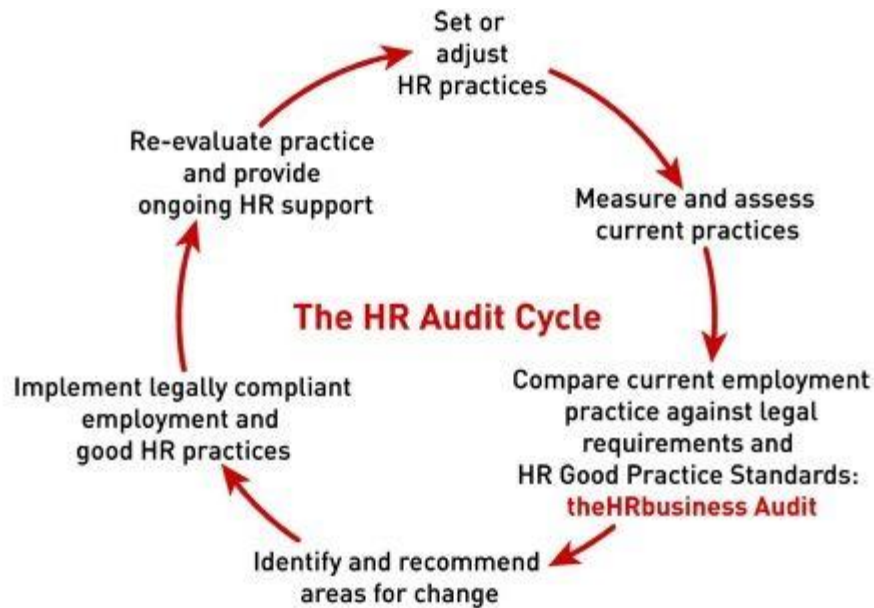 Set or
adjust
HR practices
Measure and assess
current practices
Compare current employment
practice against legal
requirements and
HR Good Practice Standards:
theHRbusiness Audit
Identify and recommend
areas for change
Implement legally compliant
employment and
good HR practices
Re-evaluate practice
and provide
ongoing HR support
The HR Audit Cycle